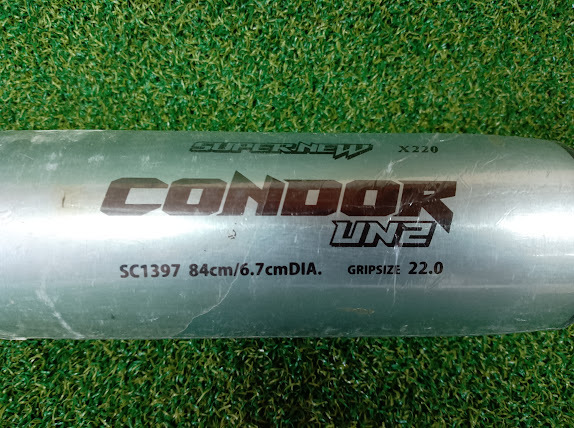 SUPERNEW X220
CONDOR
UN2
SC1397 84cm/6.7cmDIA. GRIPSIZE 22.0